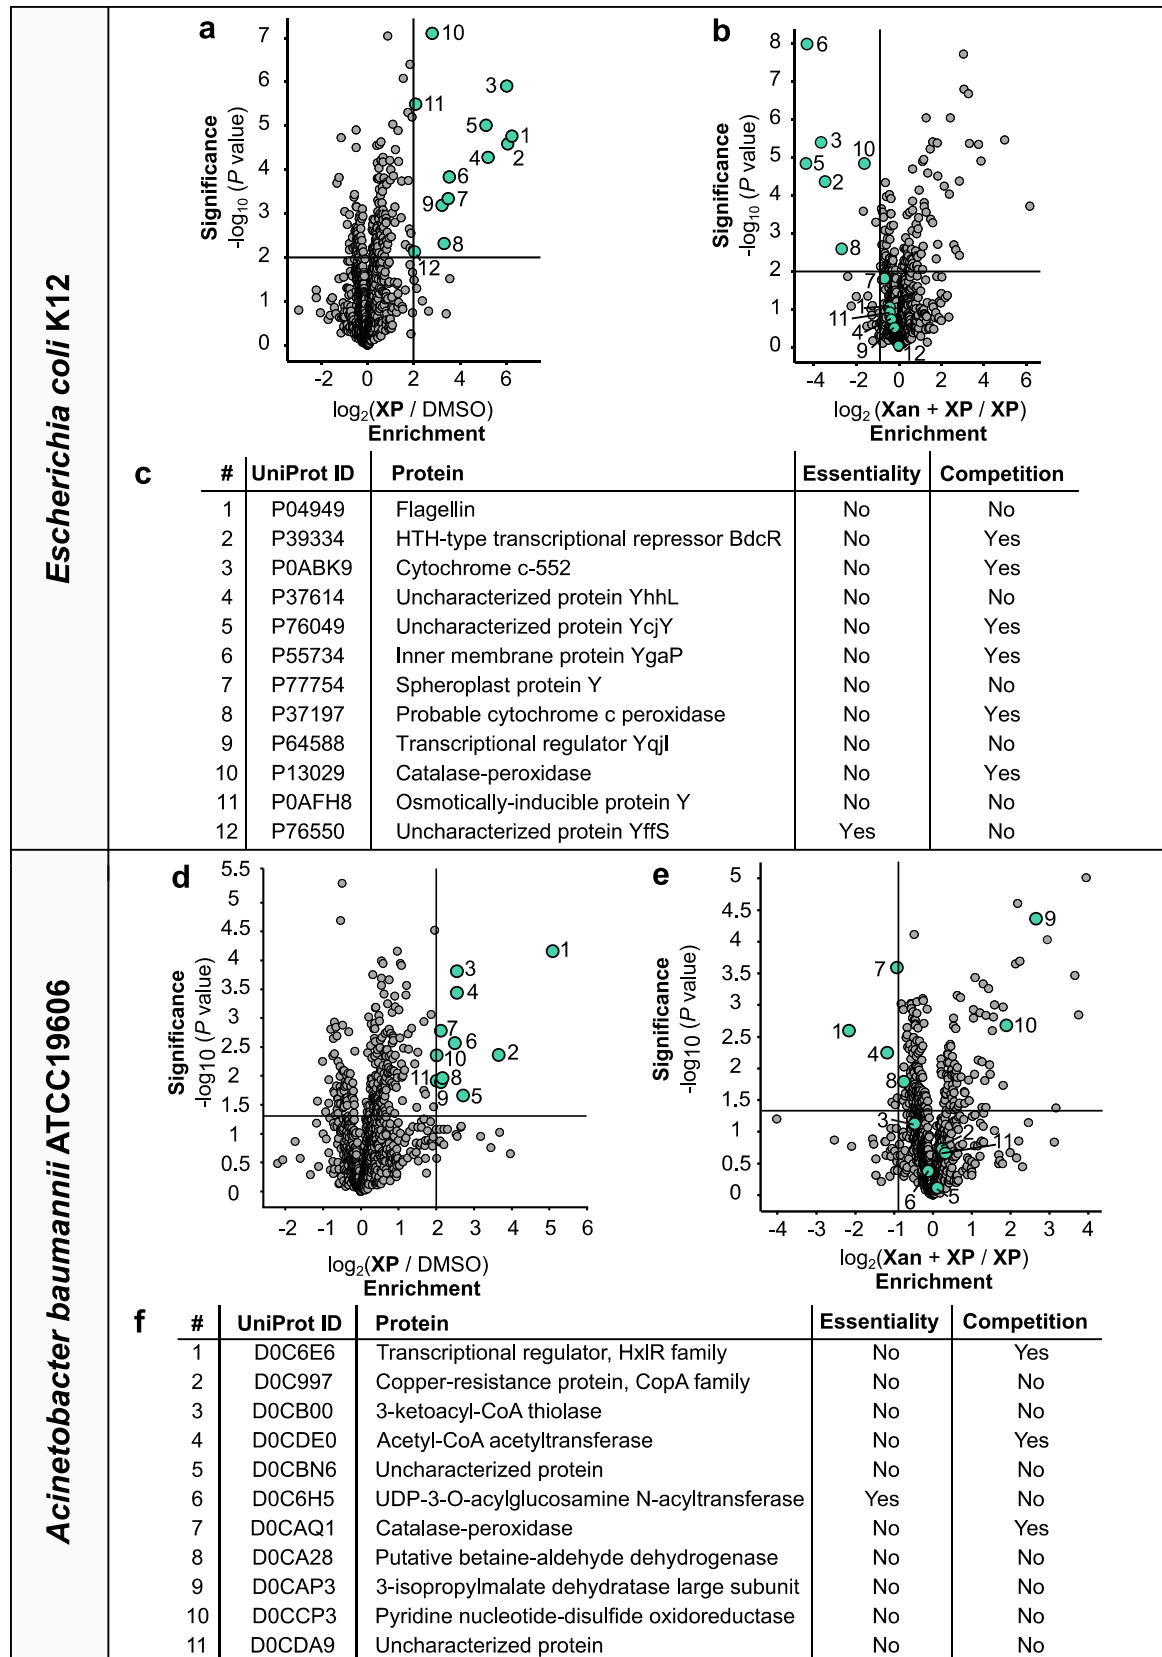 Escherichia coli K12
a
Significance
-log10 (P value)
7
6
5
4
3
2
1
0
10
3
11
5
1
4
2
6
9
7
8
12
-2 0 2 4 6
log2(XP / DMSO)
Enrichment
b
Significance
-log10 (P value)
8
7
6
5
4
3
2
1
0
6
3
10
5
2
8
7
1
11
4
9
12
-4 -2 0 2 4 6
log2 (Xan + XP / XP)
Enrichment
c
# UniProt ID Protein Essentiality Competition
1 P04949 Flagellin No No
2 P39334 HTH-type transcriptional repressor BdcR No Yes
3 P0ABK9 Cytochrome c-552 No Yes
4 P37614 Uncharacterized protein YhhL No No
5 P76049 Uncharacterized protein YcjY No Yes
6 P55734 Inner membrane protein YgaP No Yes
7 P77754 Spheroplast protein Y No No
8 P37197 Probable cytochrome c peroxidase No Yes
9 P64588 Transcriptional regulator YqjI No No
10 P13029 Catalase-peroxidase No Yes
11 P0AFH8 Osmotically-inducible protein Y No No
12 P76550 Uncharacterized protein YffS Yes No
Acinetobacter baumannii ATCC19606
d
Significance
-log10 (P value)
5.5
5
4.5
4
3.5
3
2.5
2
1.5
1
0.5
0
1
3
4
7
6
10
2
11
8
9
5
-2 -1 0 1 2 3 4 5 6
log2(XP / DMSO)
Enrichment
e
Significance
-log10 (P value)
5
4.5
4
3.5
3
2.5
2
1.5
1
0.5
0
9
7
10
1
4
8
3
2
11
6
5
-4 -3 -2 -1 0 1 2 3 4
log2(Xan + XP / XP)
Enrichment
f
# UniProt ID Protein Essentiality Competition
1 D0C6E6 Transcriptional regulator, HxlR family No Yes
2 D0C997 Copper-resistance protein, CopA family No No
3 D0CB00 3-ketoacyl-CoA thiolase No No
4 D0CDE0 Acetyl-CoA acetyltransferase No Yes
5 D0CBN6 Uncharacterized protein No No
6 D0C6H5 UDP-3-O-acylglucosamine N-acyltransferase Yes No
7 D0CAQ1 Catalase-peroxidase No Yes
8 D0CA28 Putative betaine-aldehyde dehydrogenase No No
9 D0CAP3 3-isopropylmalate dehydratase large subunit No No
10 D0CCP3 Pyridine nucleotide-disulfide oxidoreductase No No
11 D0CDA9 Uncharacterized protein No No